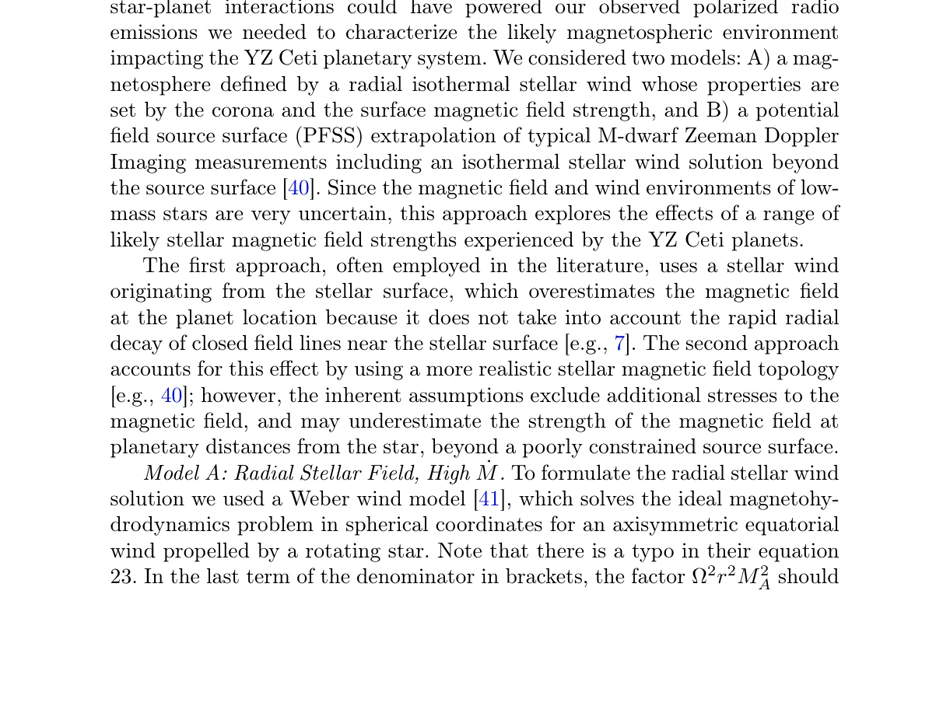 star-planet interactions could have powered our observed polarized radio
emissions we needed to characterize the likely magnetospheric environment
impacting the YZ Ceti planetary system. We considered two models: A) a mag-
netosphere defined by a radial isothermal stellar wind whose properties are
set by the corona and the surface magnetic field strength, and B) a potential
field source surface (PFSS) extrapolation of typical M-dwarf Zeeman Doppler
Imaging measurements including an isothermal stellar wind solution beyond
the source surface [40]. Since the magnetic field and wind environments of low-
mass stars are very uncertain, this approach explores the effects of a range of
likely stellar magnetic field strengths experienced by the YZ Ceti planets.
The first approach, often employed in the literature, uses a stellar wind
originating from the stellar surface, which overestimates the magnetic field
at the planet location because it does not take into account the rapid radial
decay of closed field lines near the stellar surface [e.g., 7]. The second approach
accounts for this effect by using a more realistic stellar magnetic field topology
[e.g., 40]; however, the inherent assumptions exclude additional stresses to the
magnetic field, and may underestimate the strength of the magnetic field at
planetary distances from the star, beyond a poorly constrained source surface.
Model A: Radial Stellar Field, High Ṁ. To formulate the radial stellar wind
solution we used a Weber wind model [41], which solves the ideal magnetohy-
drodynamics problem in spherical coordinates for an axisymmetric equatorial
wind propelled by a rotating star. Note that there is a typo in their equation
23. In the last term of the denominator in brackets, the factor Ω²r²M_A² should